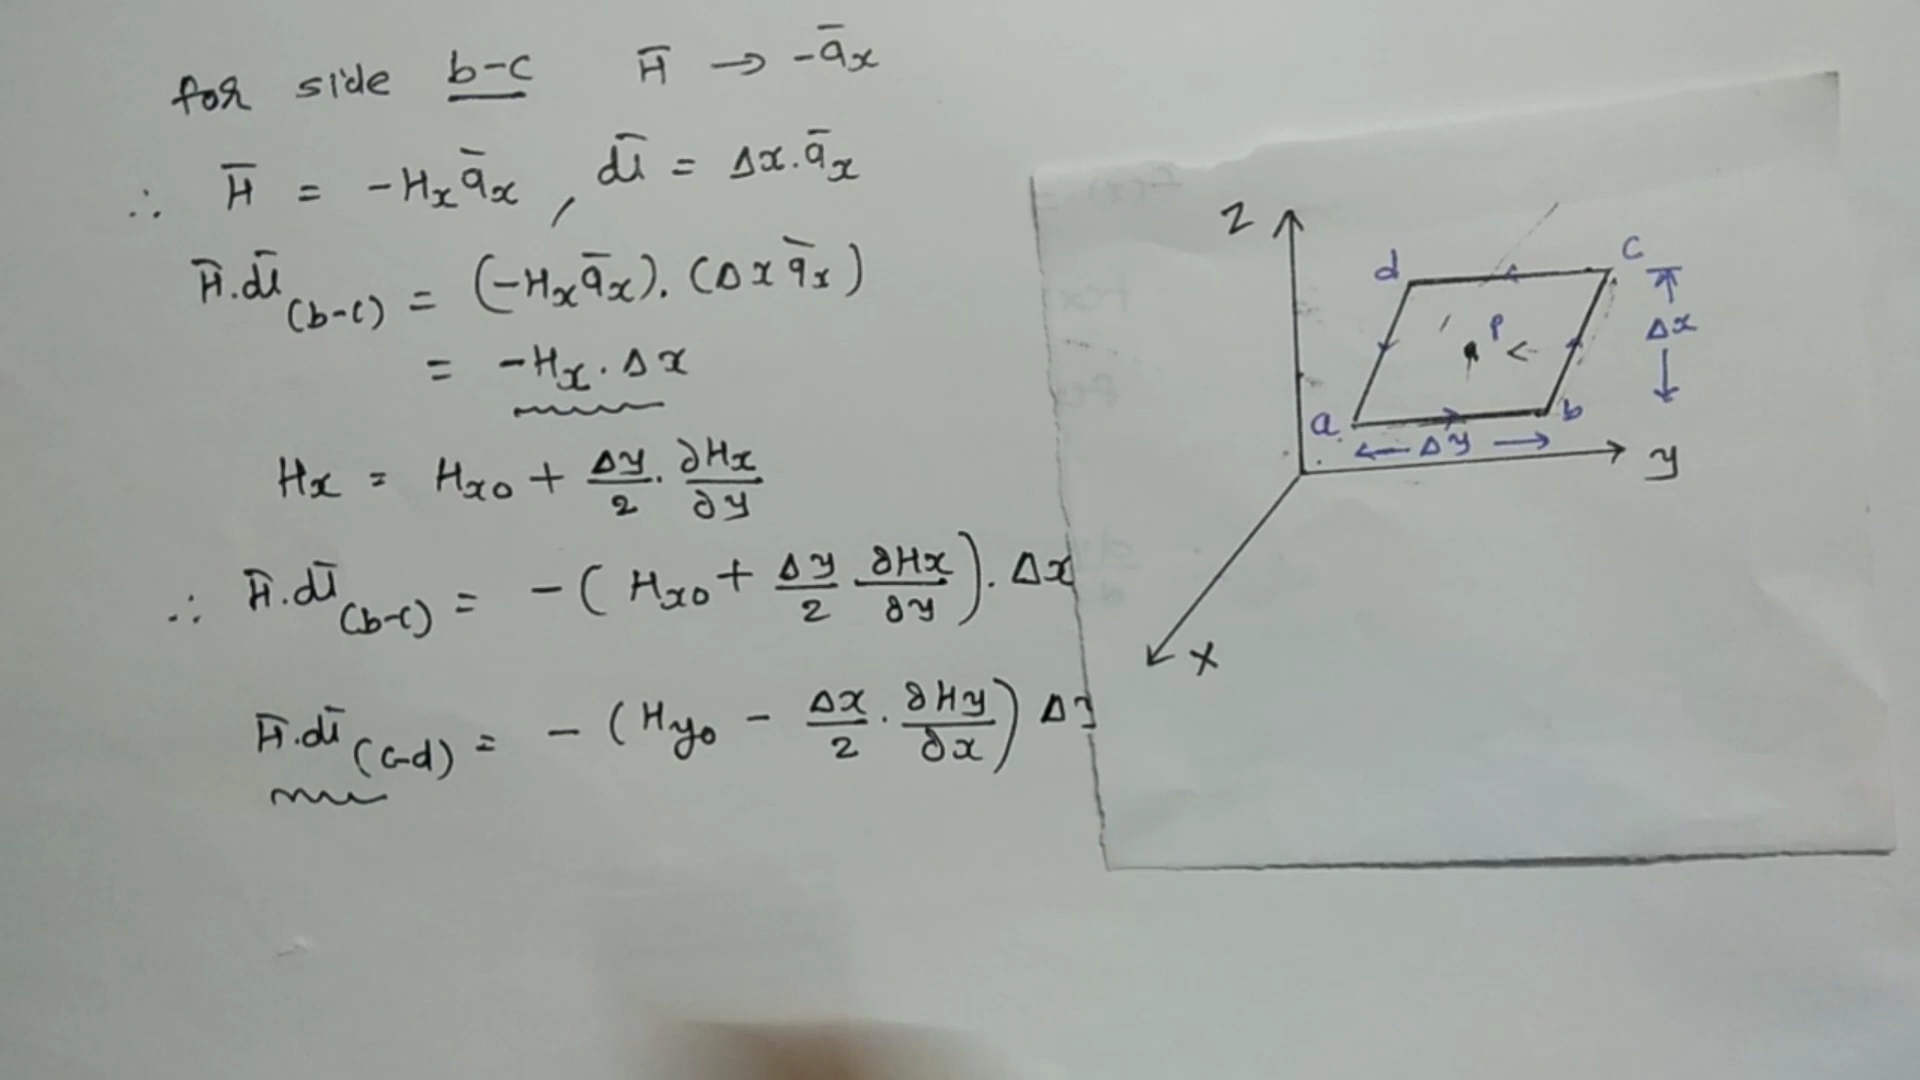 for side b-c H̄ → -āx
∴ H̄ = -Hx āx , dl̄ = Δx.āx
H̄.dl̄(b-c) = (-Hx āx). (Δx āx)
= -Hx . Δx
Hx = Hx0 + Δy/2 . ∂Hx/∂y
∴ H̄.dl̄(b-c) = -(Hx0 + Δy/2 ∂Hx/∂y). Δx
H̄.dl̄(c-d) = -(Hy0 - Δx/2 . ∂Hy/∂x) Δy
Z
d
c
P
Δx
a
b
Δy
y
X